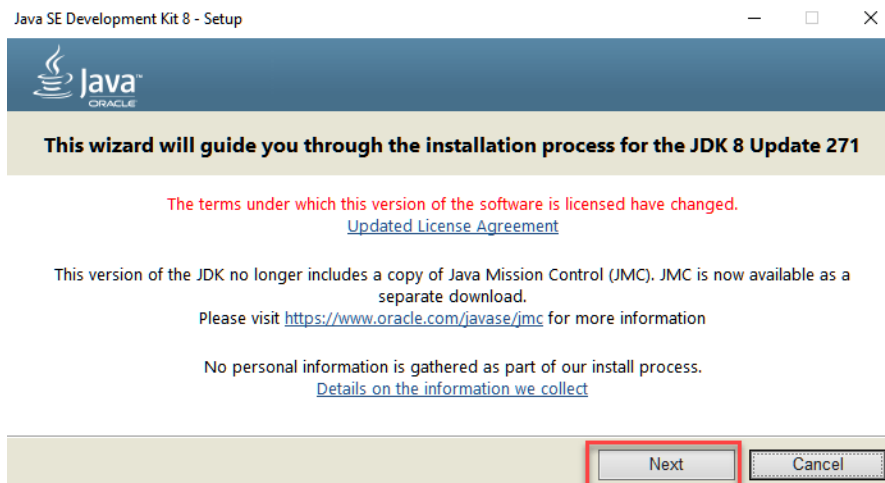 Java SE Development Kit 8 - Setup
Java™
ORACLE
This wizard will guide you through the installation process for the JDK 8 Update 271
The terms under which this version of the software is licensed have changed.
Updated License Agreement
This version of the JDK no longer includes a copy of Java Mission Control (JMC). JMC is now available as a
separate download.
Please visit https://www.oracle.com/javase/jmc for more information
No personal information is gathered as part of our install process.
Details on the information we collect
Next Cancel